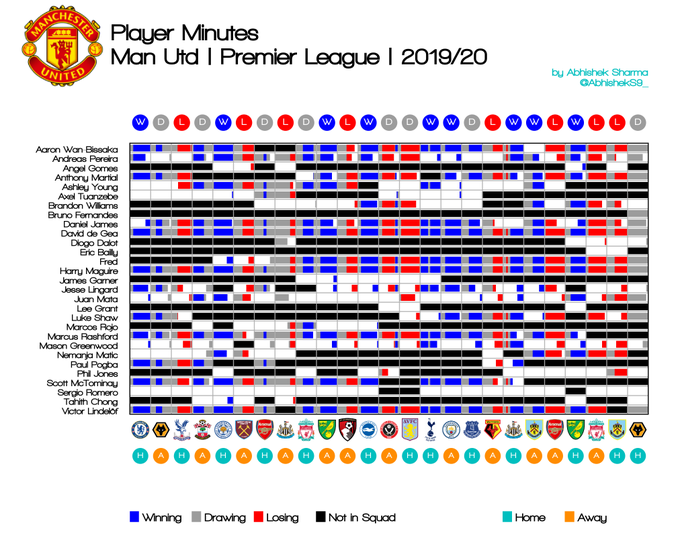 MANCHESTER
UNITED
Player Minutes
Man Utd | Premier League | 2019/20
by Abhishek Sharma
@AbhishekS9_
W D L D W L D L D W L W D D W W D L W W L W L L D
Aaron Wan Bissaka
Andreas Pereira
Angel Gomes
Anthony Martial
Ashley Young
Axel Tuanzebe
Brandon Williams
Bruno Fernandes
Daniel James
David de Gea
Diogo Dalot
Eric Bailly
Fred
Harry Maguire
James Garner
Jesse Lingard
Juan Mata
Lee Grant
Luke Shaw
Marcos Rojo
Marcus Rashford
Mason Greenwood
Nemanja Matic
Paul Pogba
Phil Jones
Scott McTominay
Sergio Romero
Tahith Chong
Victor Lindelöf
H A H A H A H A H A A H A H H A H A H A A H A H H
Winning Drawing Losing Not in Squad Home Away